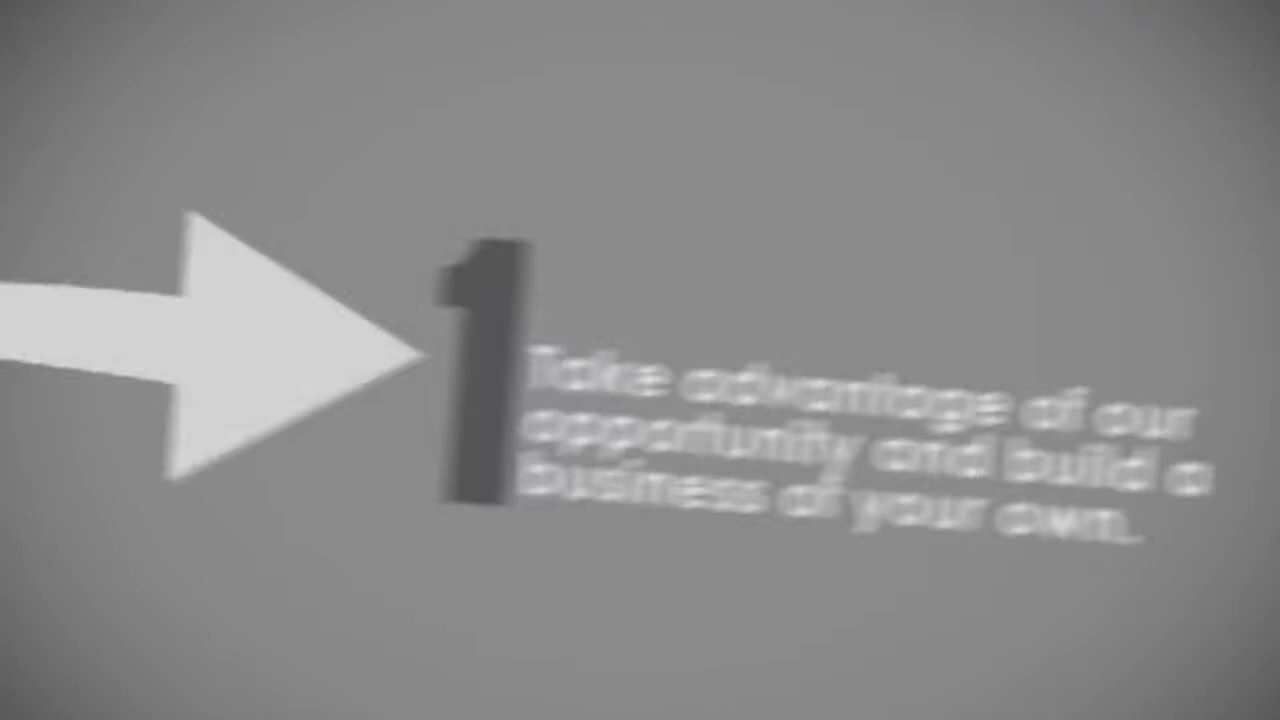 1
Take advantage of our
opportunity and build a
business of your own.